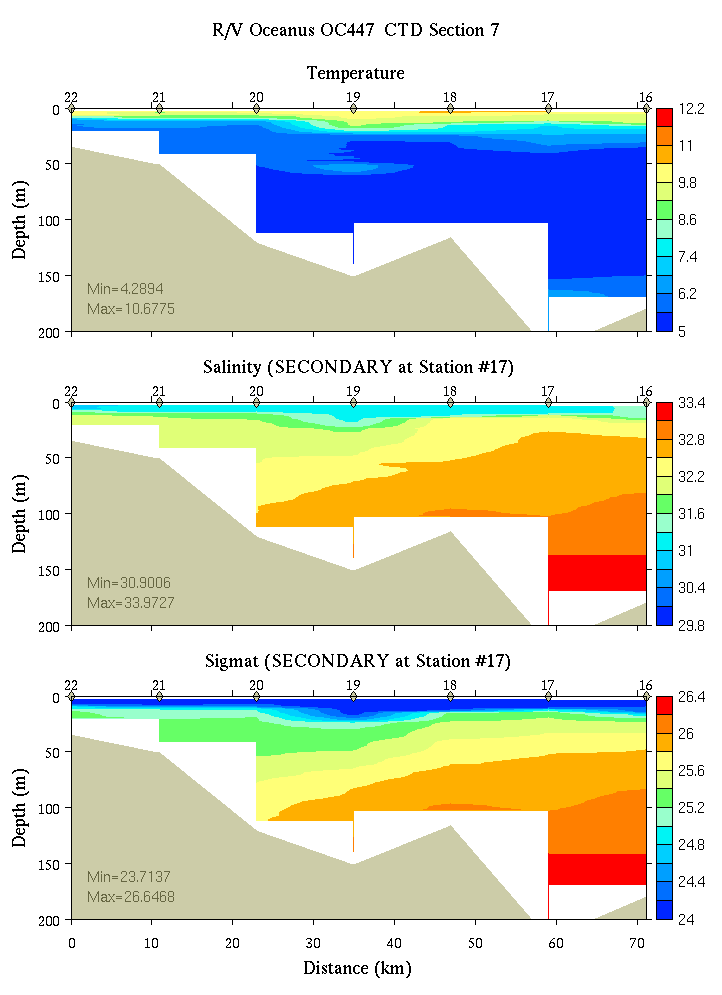 R/V Oceanus OC447 CTD Section 7
Temperature
22 21 20 19 18 17 16
0
50
100
150
200
Depth (m)
Min=4.2894
Max=10.6775
12.2
11
9.8
8.6
7.4
6.2
5
Salinity (SECONDARY at Station #17)
22 21 20 19 18 17 16
0
50
100
150
200
Depth (m)
Min=30.9006
Max=33.9727
33.4
32.8
32.2
31.6
31
30.4
29.8
Sigmat (SECONDARY at Station #17)
22 21 20 19 18 17 16
0
50
100
150
200
Depth (m)
Min=23.7137
Max=26.6468
26.4
26
25.6
25.2
24.8
24.4
24
0 10 20 30 40 50 60 70
Distance (km)